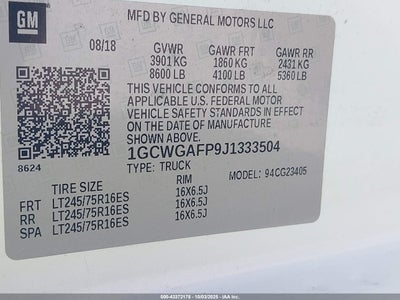 GM
MFD BY GENERAL MOTORS LLC
08/18 GVWR GAWR FRT GAWR RR
3901 KG 1860 KG 2431 KG
8600 LB 4100 LB 5360 LB
THIS VEHICLE CONFORMS TO ALL APPLICABLE
U.S. FEDERAL MOTOR
VEHICLE SAFETY STANDARDS IN EFFECT ON
THE DATE OF MANUFACTURE SHOWN ABOVE.
1GCWGAFP9J1333504
8624 TYPE: TRUCK MODEL: 94CG23405
TIRE SIZE RIM
FRT LT245/75R16ES 16X6.5J
RR LT245/75R16ES 16X6.5J
SPA LT245/75R16ES 16X6.5J